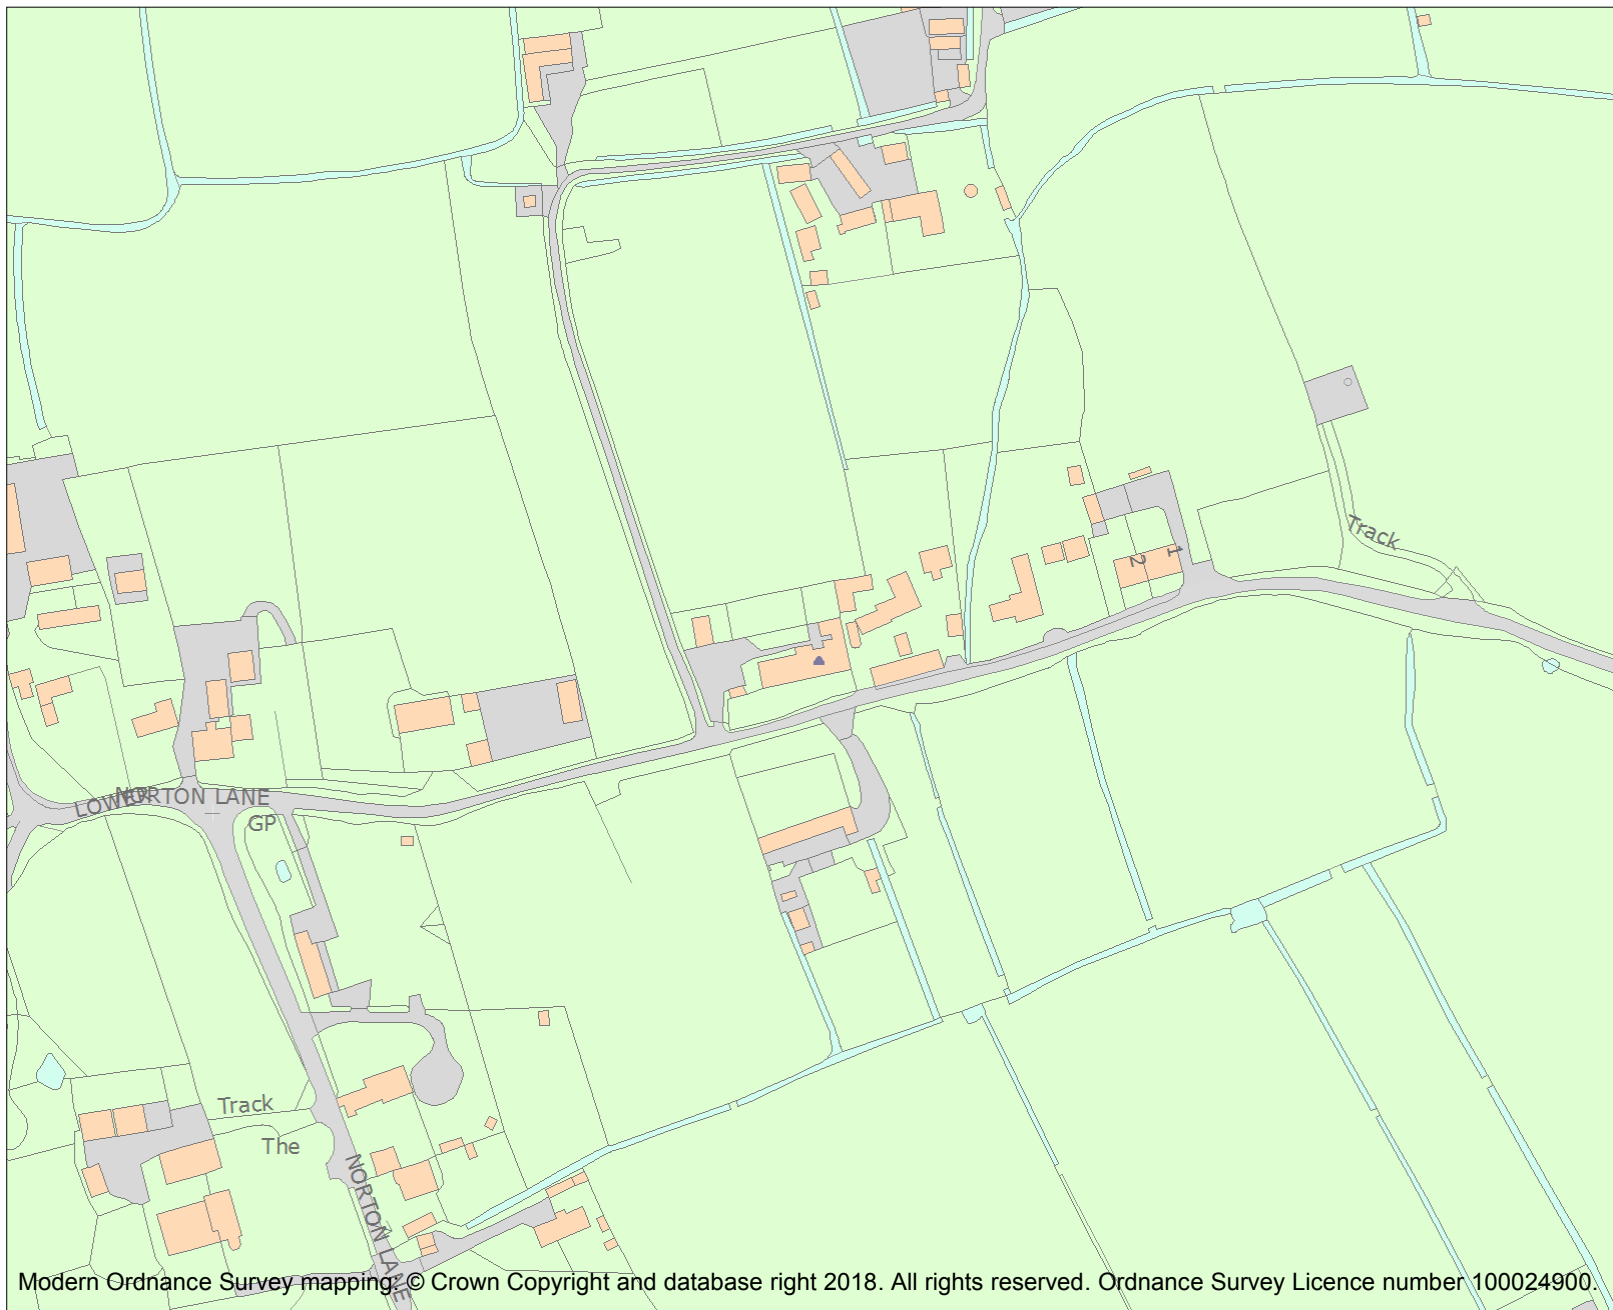 Track
1
2
LOWER
NORTON LANE
GP
Track
The
NORTON LANE
Modern Ordnance Survey mapping: © Crown Copyright and database right 2018. All rights reserved. Ordnance Survey Licence number 100024900.